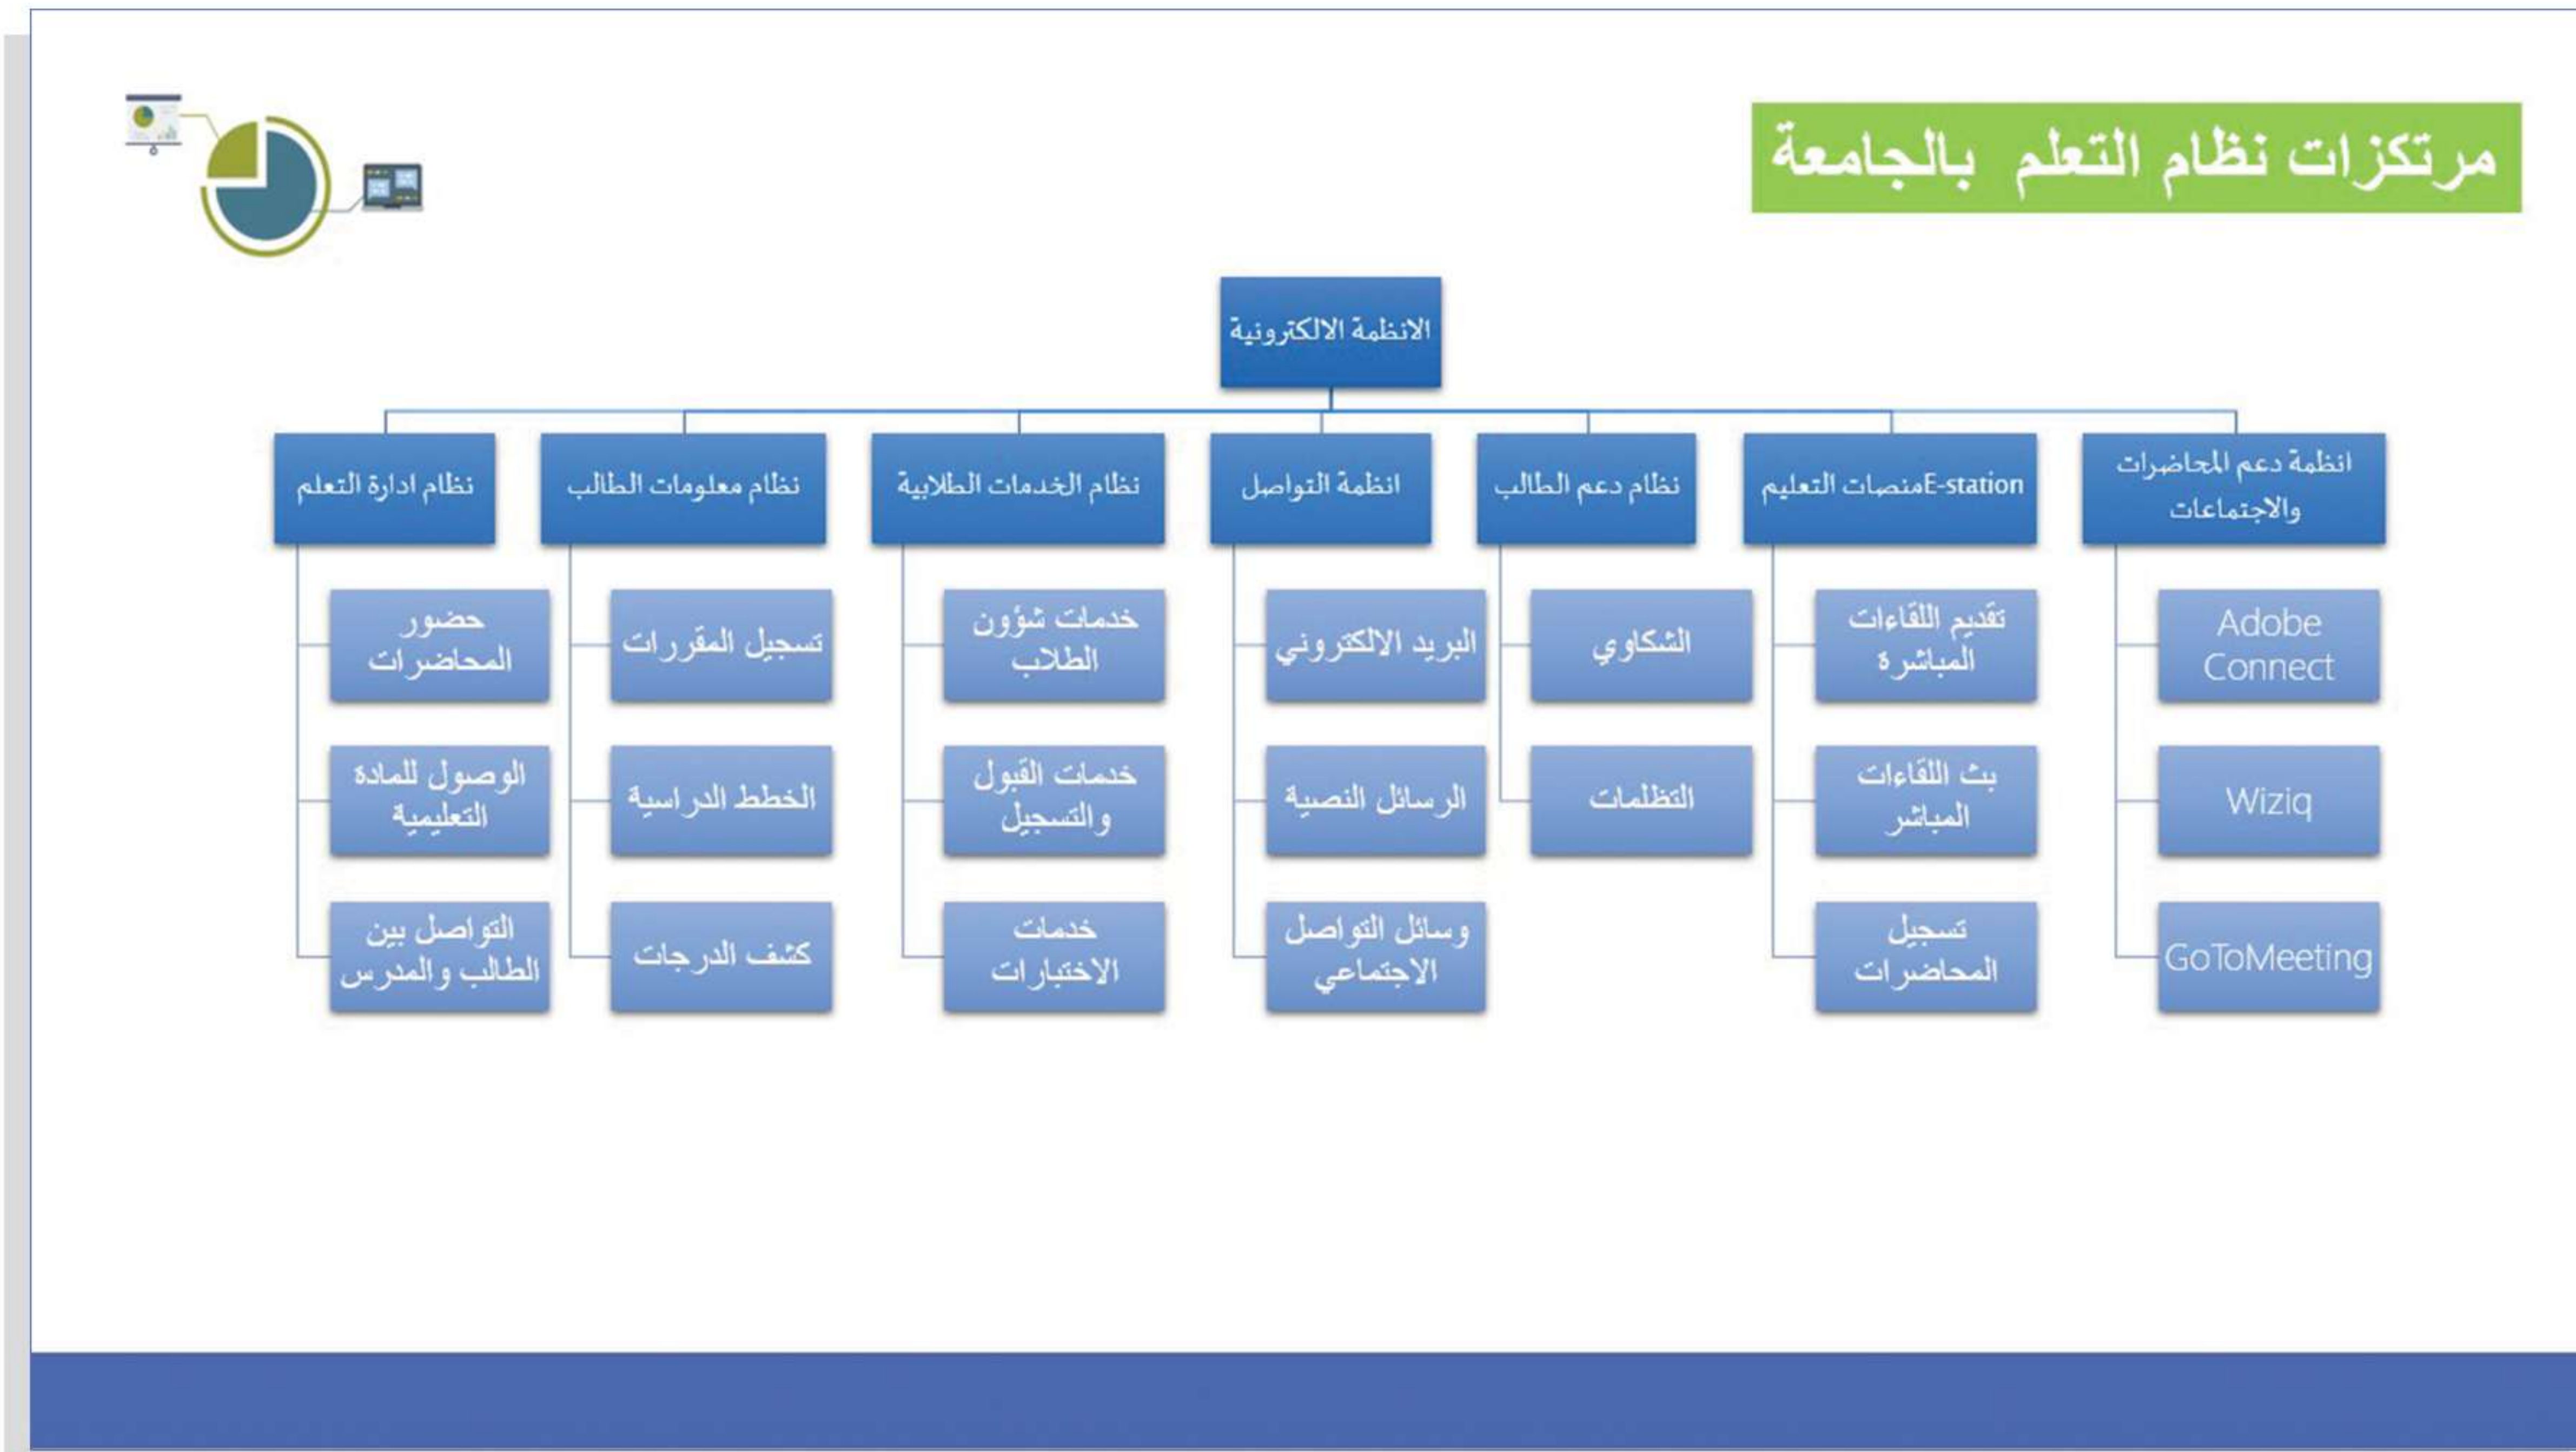 مرتكزات نظام التعلم بالجامعة
الانظمة الالكترونية
انظمة دعم المحاضرات
والاجتماعات
Adobe
Connect
Wiziq
GoToMeeting
E-stationمنصات التعليم
تقديم اللقاءات
المباشرة
بث اللقاءات
المباشر
تسجيل
المحاضرات
نظام دعم الطالب
الشكاوي
التظلمات
انظمة التواصل
البريد الالكتروني
الرسائل النصية
وسائل التواصل
الاجتماعي
نظام الخدمات الطلابية
خدمات شؤون
الطلاب
خدمات القبول
والتسجيل
خدمات
الاختبارات
نظام معلومات الطالب
تسجيل المقررات
الخطط الدراسية
كشف الدرجات
نظام ادارة التعلم
حضور
المحاضرات
الوصول للمادة
التعليمية
التواصل بين
الطالب والمدرس